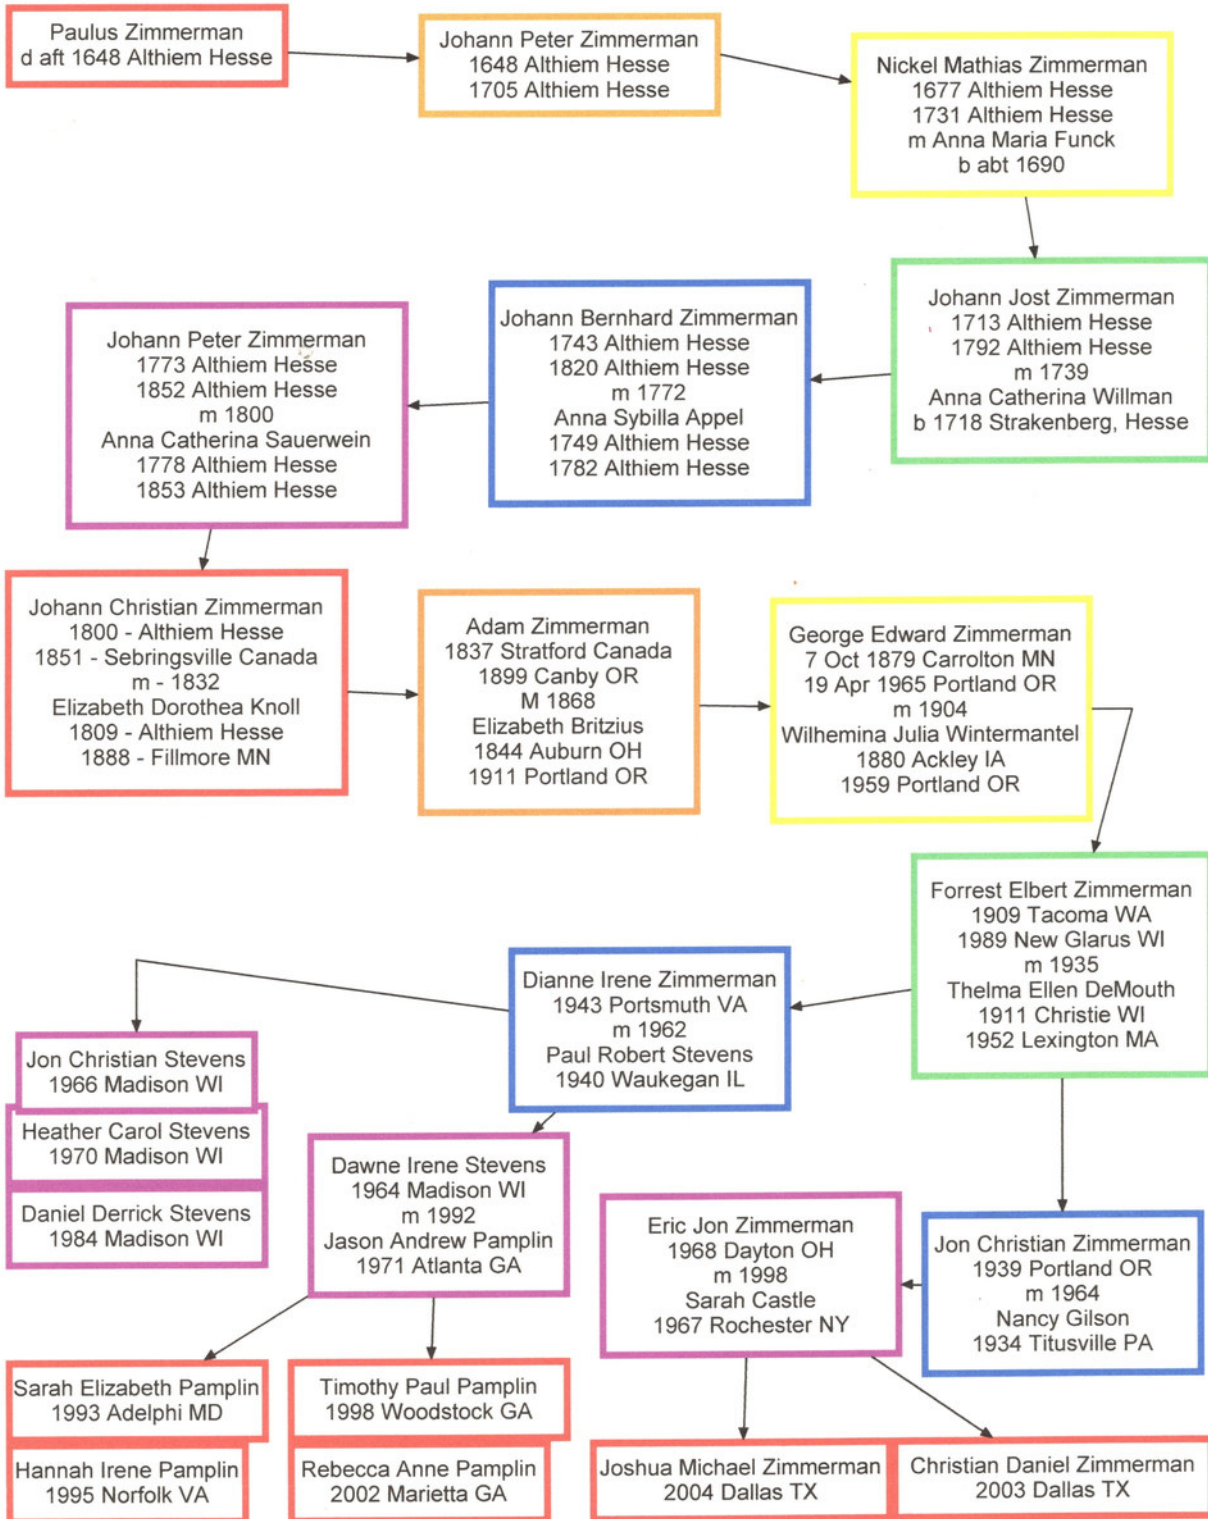 Paulus Zimmerman
d aft 1648 Althiem Hesse
Johann Peter Zimmerman
1648 Althiem Hesse
1705 Althiem Hesse
Nickel Mathias Zimmerman
1677 Althiem Hesse
1731 Althiem Hesse
m Anna Maria Funck
b abt 1690
Johann Jost Zimmerman
1713 Althiem Hesse
1792 Althiem Hesse
m 1739
Anna Catherina Willman
b 1718 Strakenberg, Hesse
Johann Bernhard Zimmerman
1743 Althiem Hesse
1820 Althiem Hesse
m 1772
Anna Sybilla Appel
1749 Althiem Hesse
1782 Althiem Hesse
Johann Peter Zimmerman
1773 Althiem Hesse
1852 Althiem Hesse
m 1800
Anna Catherina Sauerwein
1778 Althiem Hesse
1853 Althiem Hesse
Johann Christian Zimmerman
1800 - Althiem Hesse
1851 - Sebringsville Canada
m - 1832
Elizabeth Dorothea Knoll
1809 - Althiem Hesse
1888 - Fillmore MN
Adam Zimmerman
1837 Stratford Canada
1899 Canby OR
M 1868
Elizabeth Britzius
1844 Auburn OH
1911 Portland OR
George Edward Zimmerman
7 Oct 1879 Carrolton MN
19 Apr 1965 Portland OR
m 1904
Wilhemina Julia Wintermantel
1880 Ackley IA
1959 Portland OR
Forrest Elbert Zimmerman
1909 Tacoma WA
1989 New Glarus WI
m 1935
Thelma Ellen DeMouth
1911 Christie WI
1952 Lexington MA
Dianne Irene Zimmerman
1943 Portsmuth VA
m 1962
Paul Robert Stevens
1940 Waukegan IL
Jon Christian Stevens
1966 Madison WI
Heather Carol Stevens
1970 Madison WI
Daniel Derrick Stevens
1984 Madison WI
Dawne Irene Stevens
1964 Madison WI
m 1992
Jason Andrew Pamplin
1971 Atlanta GA
Eric Jon Zimmerman
1968 Dayton OH
m 1998
Sarah Castle
1967 Rochester NY
Jon Christian Zimmerman
1939 Portland OR
m 1964
Nancy Gilson
1934 Titusville PA
Sarah Elizabeth Pamplin
1993 Adelphi MD
Hannah Irene Pamplin
1995 Norfolk VA
Timothy Paul Pamplin
1998 Woodstock GA
Rebecca Anne Pamplin
2002 Marietta GA
Joshua Michael Zimmerman
2004 Dallas TX
Christian Daniel Zimmerman
2003 Dallas TX